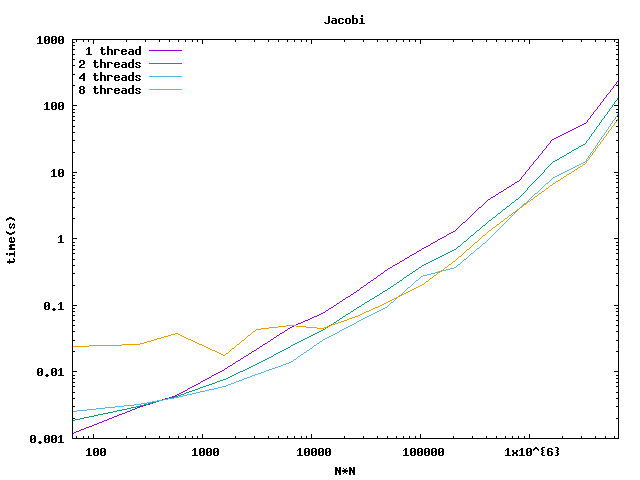 Jacobi
1000
100
10
1
0.1
0.01
0.001
time(s)
1 thread
2 threads
4 threads
8 threads
100
1000
10000
100000
1x10^{6}
N*N